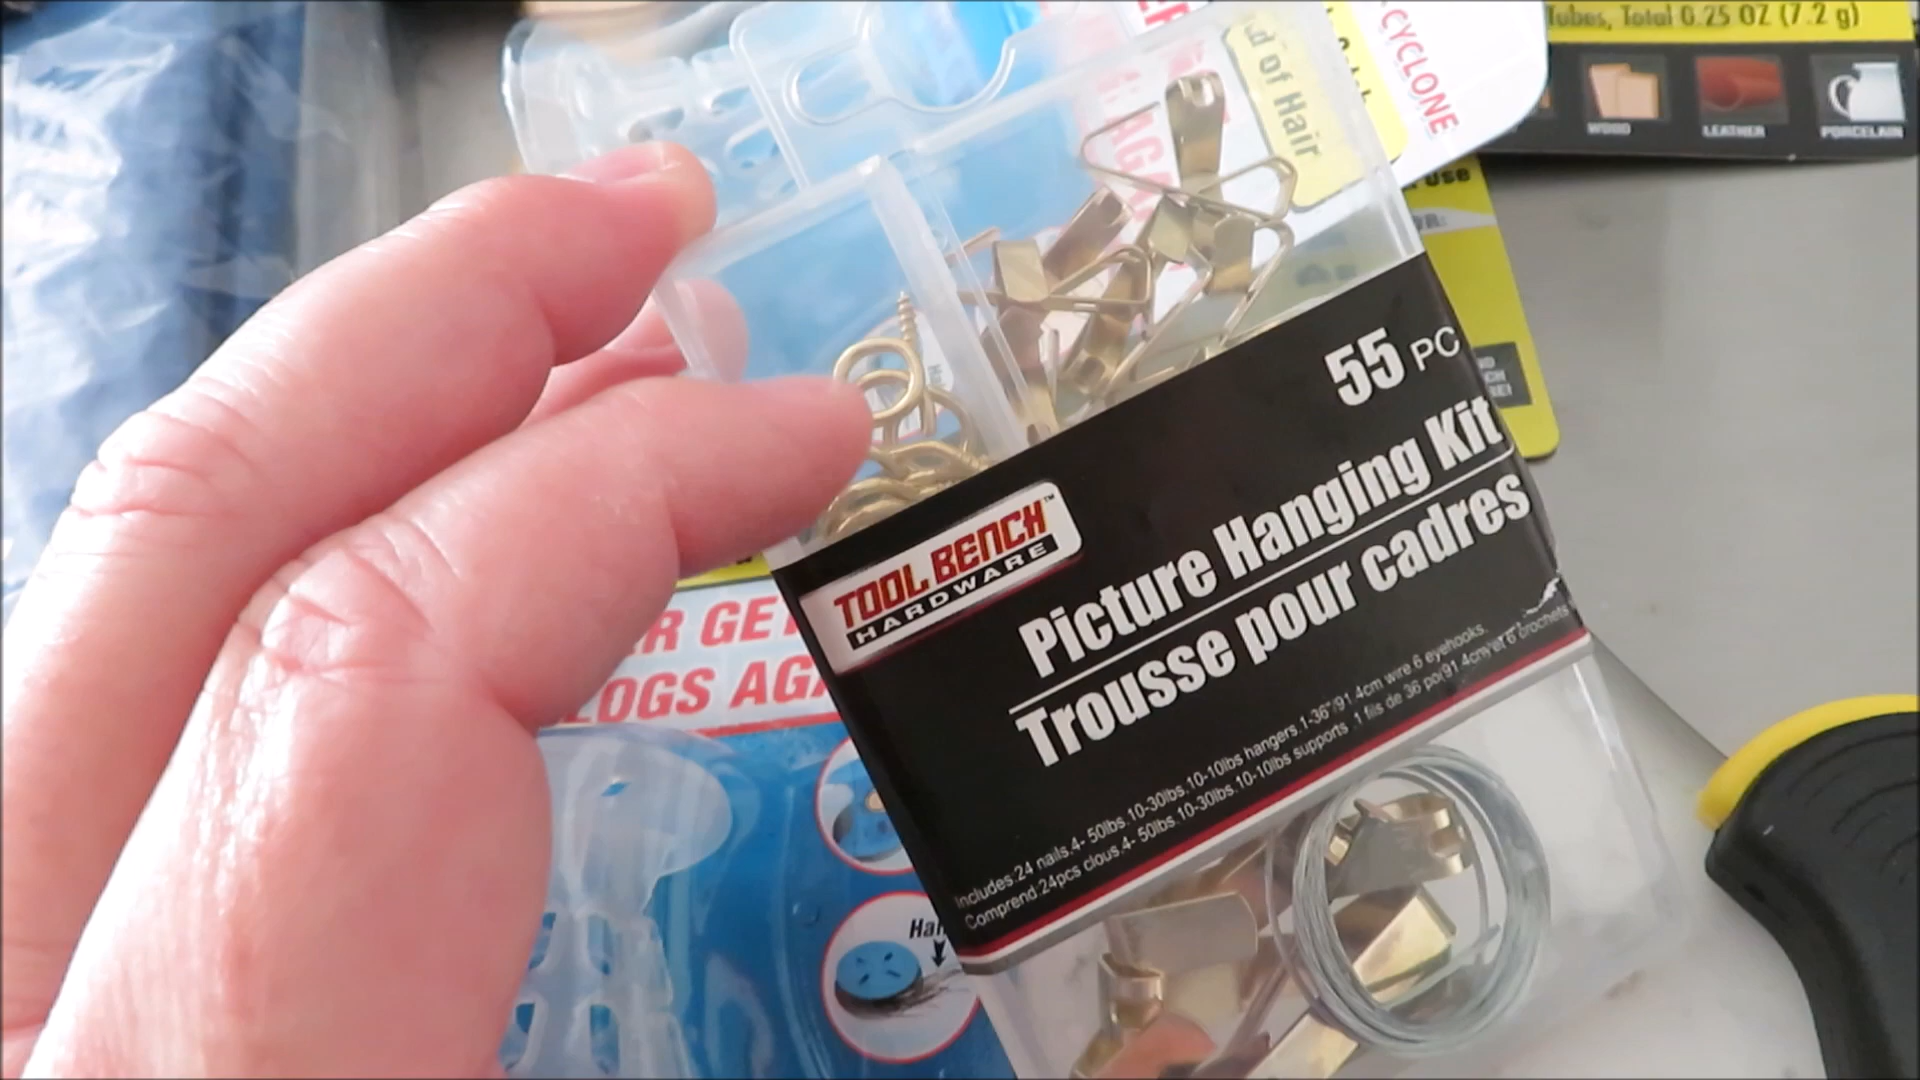 Tubes, Total 0.25 OZ (7.2 g)
WOOD
LEATHER
PORCELAIN
CYCLONE
of Hair
Use
55 PC
Picture Hanging Kit
Trousse pour cadres
TOOL BENCH™
HARDWARE
Includes:24 nails.4- 50lbs.10-30lbs.10-10lbs hangers.1-36"/91.4cm wire 6 eyehooks.
Comprend:24pcs clous.4- 50lbs.10-30lbs.10-10lbs supports .1 fils de 36 po(91.4cm)et 6 crochets
R GET
LOGS AGA
Hai